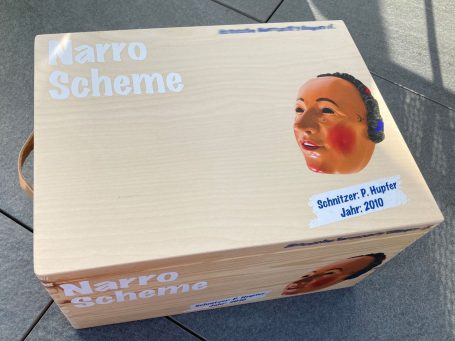 Narro
Scheme
Schnitzer: P. Hupfer
Jahr: 2010
Narro
Scheme
Schnitzer: P. Hupfer
Jahr: 2010